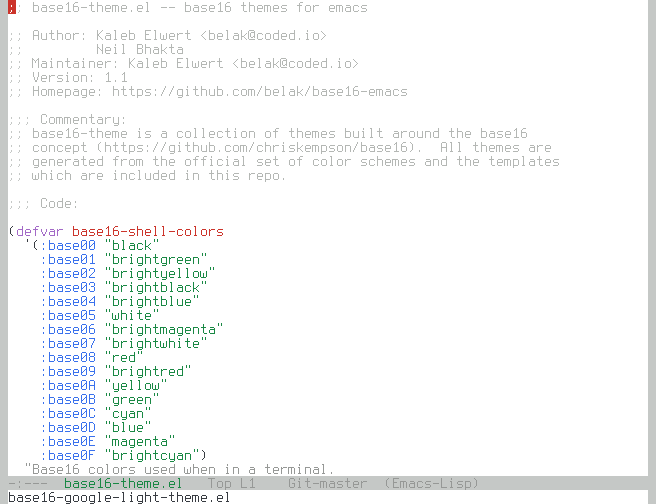 ;; base16-theme.el -- base16 themes for emacs
;; Author: Kaleb Elwert <belak@coded.io>
;;         Neil Bhakta
;; Maintainer: Kaleb Elwert <belak@coded.io>
;; Version: 1.1
;; Homepage: https://github.com/belak/base16-emacs
;;; Commentary:
;; base16-theme is a collection of themes built around the base16
;; concept (https://github.com/chriskempson/base16).  All themes are
;; generated from the official set of color schemes and the templates
;; which are included in this repo.
;;; Code:
(defvar base16-shell-colors
  '(:base00 "black"
    :base01 "brightgreen"
    :base02 "brightyellow"
    :base03 "brightblack"
    :base04 "brightblue"
    :base05 "white"
    :base06 "brightmagenta"
    :base07 "brightwhite"
    :base08 "red"
    :base09 "brightred"
    :base0A "yellow"
    :base0B "green"
    :base0C "cyan"
    :base0D "blue"
    :base0E "magenta"
    :base0F "brightcyan")
  "Base16 colors used when in a terminal.
-:---  base16-theme.el   Top L1    Git-master  (Emacs-Lisp)
base16-google-light-theme.el